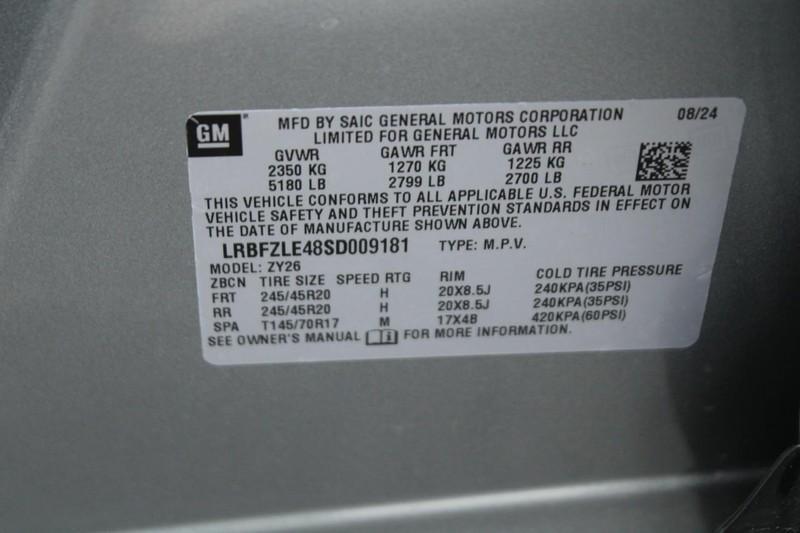 GM
MFD BY SAIC GENERAL MOTORS CORPORATION 08/24
LIMITED FOR GENERAL MOTORS LLC
GVWR GAWR FRT GAWR RR
2350 KG 1270 KG 1225 KG
5180 LB 2799 LB 2700 LB
THIS VEHICLE CONFORMS TO ALL APPLICABLE U.S. FEDERAL MOTOR
VEHICLE SAFETY AND THEFT PREVENTION STANDARDS IN EFFECT ON
THE DATE OF MANUFACTURE SHOWN ABOVE.
LRBFZLE48SD009181 TYPE: M.P.V.
MODEL: ZY26
ZBCN TIRE SIZE SPEED RTG RIM COLD TIRE PRESSURE
FRT 245/45R20 H 20X8.5J 240KPA(35PSI)
RR 245/45R20 H 20X8.5J 240KPA(35PSI)
SPA T145/70R17 M 17X4B 420KPA(60PSI)
SEE OWNER'S MANUAL FOR MORE INFORMATION.